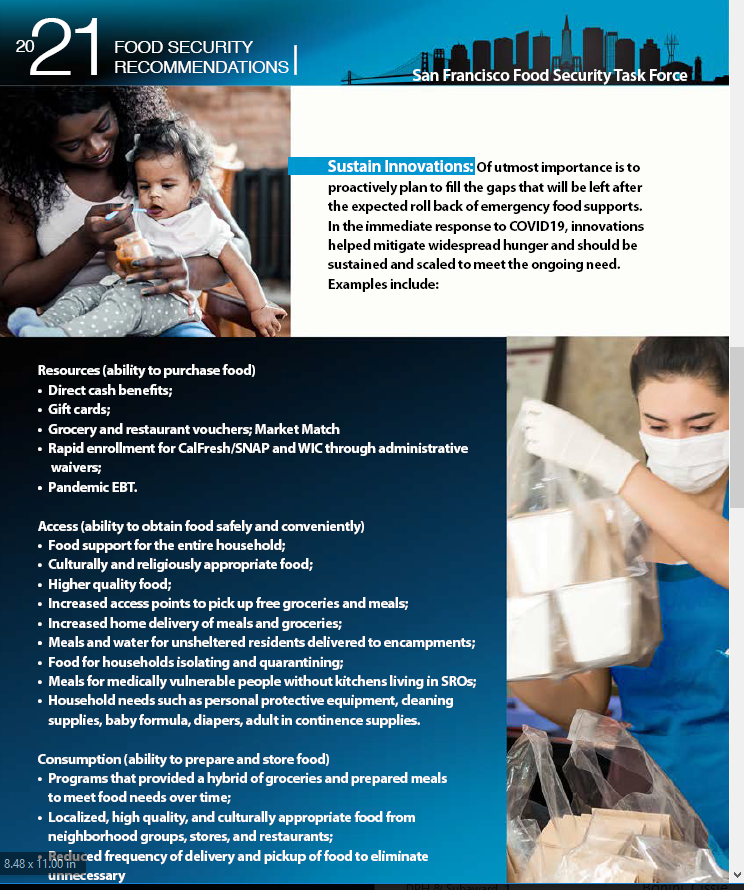 2021 FOOD SECURITY
RECOMMENDATIONS
San Francisco Food Security Task Force
Sustain Innovations: Of utmost importance is to
proactively plan to fill the gaps that will be left after
the expected roll back of emergency food supports.
In the immediate response to COVID19, innovations
helped mitigate widespread hunger and should be
sustained and scaled to meet the ongoing need.
Examples include:
Resources (ability to purchase food)
• Direct cash benefits;
• Gift cards;
• Grocery and restaurant vouchers; Market Match
• Rapid enrollment for CalFresh/SNAP and WIC through administrative
waivers;
• Pandemic EBT.
Access (ability to obtain food safely and conveniently)
• Food support for the entire household;
• Culturally and religiously appropriate food;
• Higher quality food;
• Increased access points to pick up free groceries and meals;
• Increased home delivery of meals and groceries;
• Meals and water for unsheltered residents delivered to encampments;
• Food for households isolating and quarantining;
• Meals for medically vulnerable people without kitchens living in SROs;
• Household needs such as personal protective equipment, cleaning
supplies, baby formula, diapers, adult in continence supplies.
Consumption (ability to prepare and store food)
• Programs that provided a hybrid of groceries and prepared meals
to meet food needs over time;
• Localized, high quality, and culturally appropriate food from
neighborhood groups, stores, and restaurants;
• Reduced frequency of delivery and pickup of food to eliminate
8.48 x 11.00 in
unnecessary